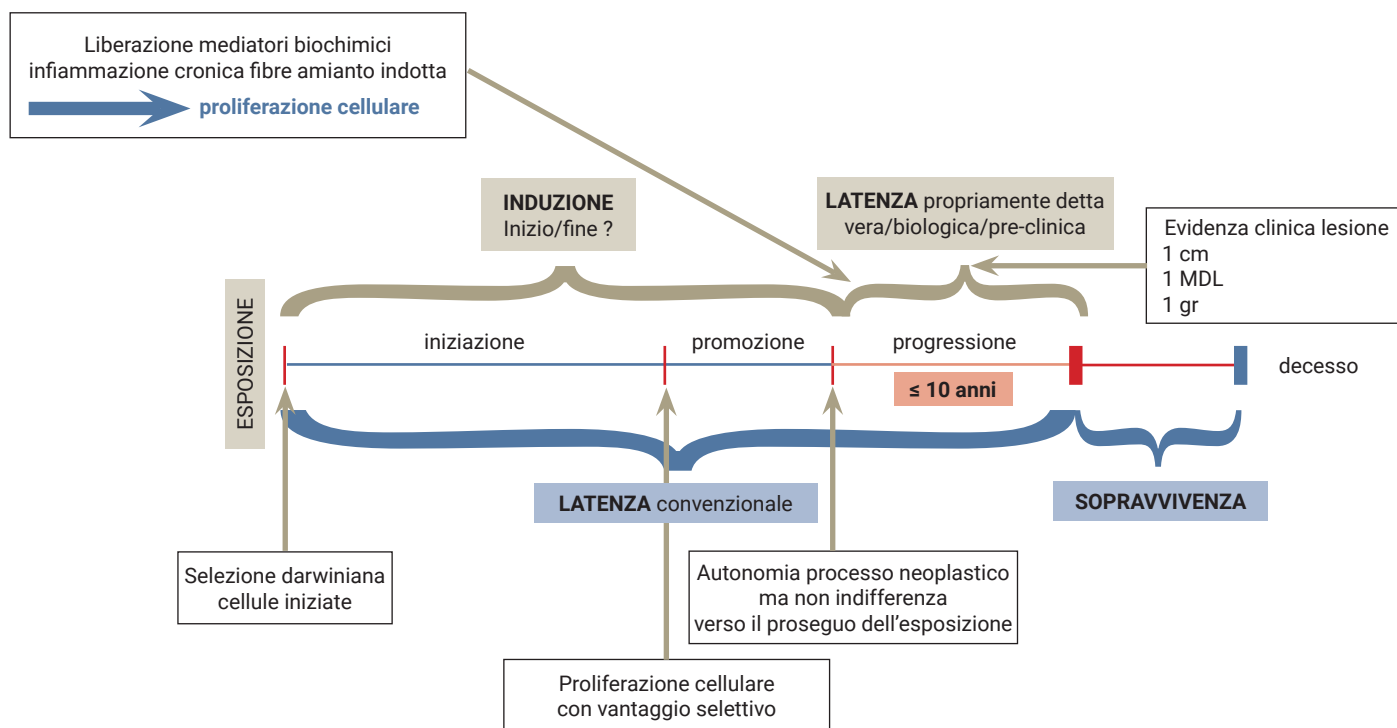 Liberazione mediatori biochimici
infiammazione cronica fibre amianto indotta
proliferazione cellulare
INDUZIONE
Inizio/fine ?
LATENZA propriamente detta
vera/biologica/pre-clinica
Evidenza clinica lesione
1 cm
1 MDL
1 gr
ESPOSIZIONE
iniziazione
promozione
progressione
≤ 10 anni
decesso
LATENZA convenzionale
SOPRAVVIVENZA
Selezione darwiniana
cellule iniziate
Autonomia processo neoplastico
ma non indifferenza
verso il proseguo dell'esposizione
Proliferazione cellulare
con vantaggio selettivo